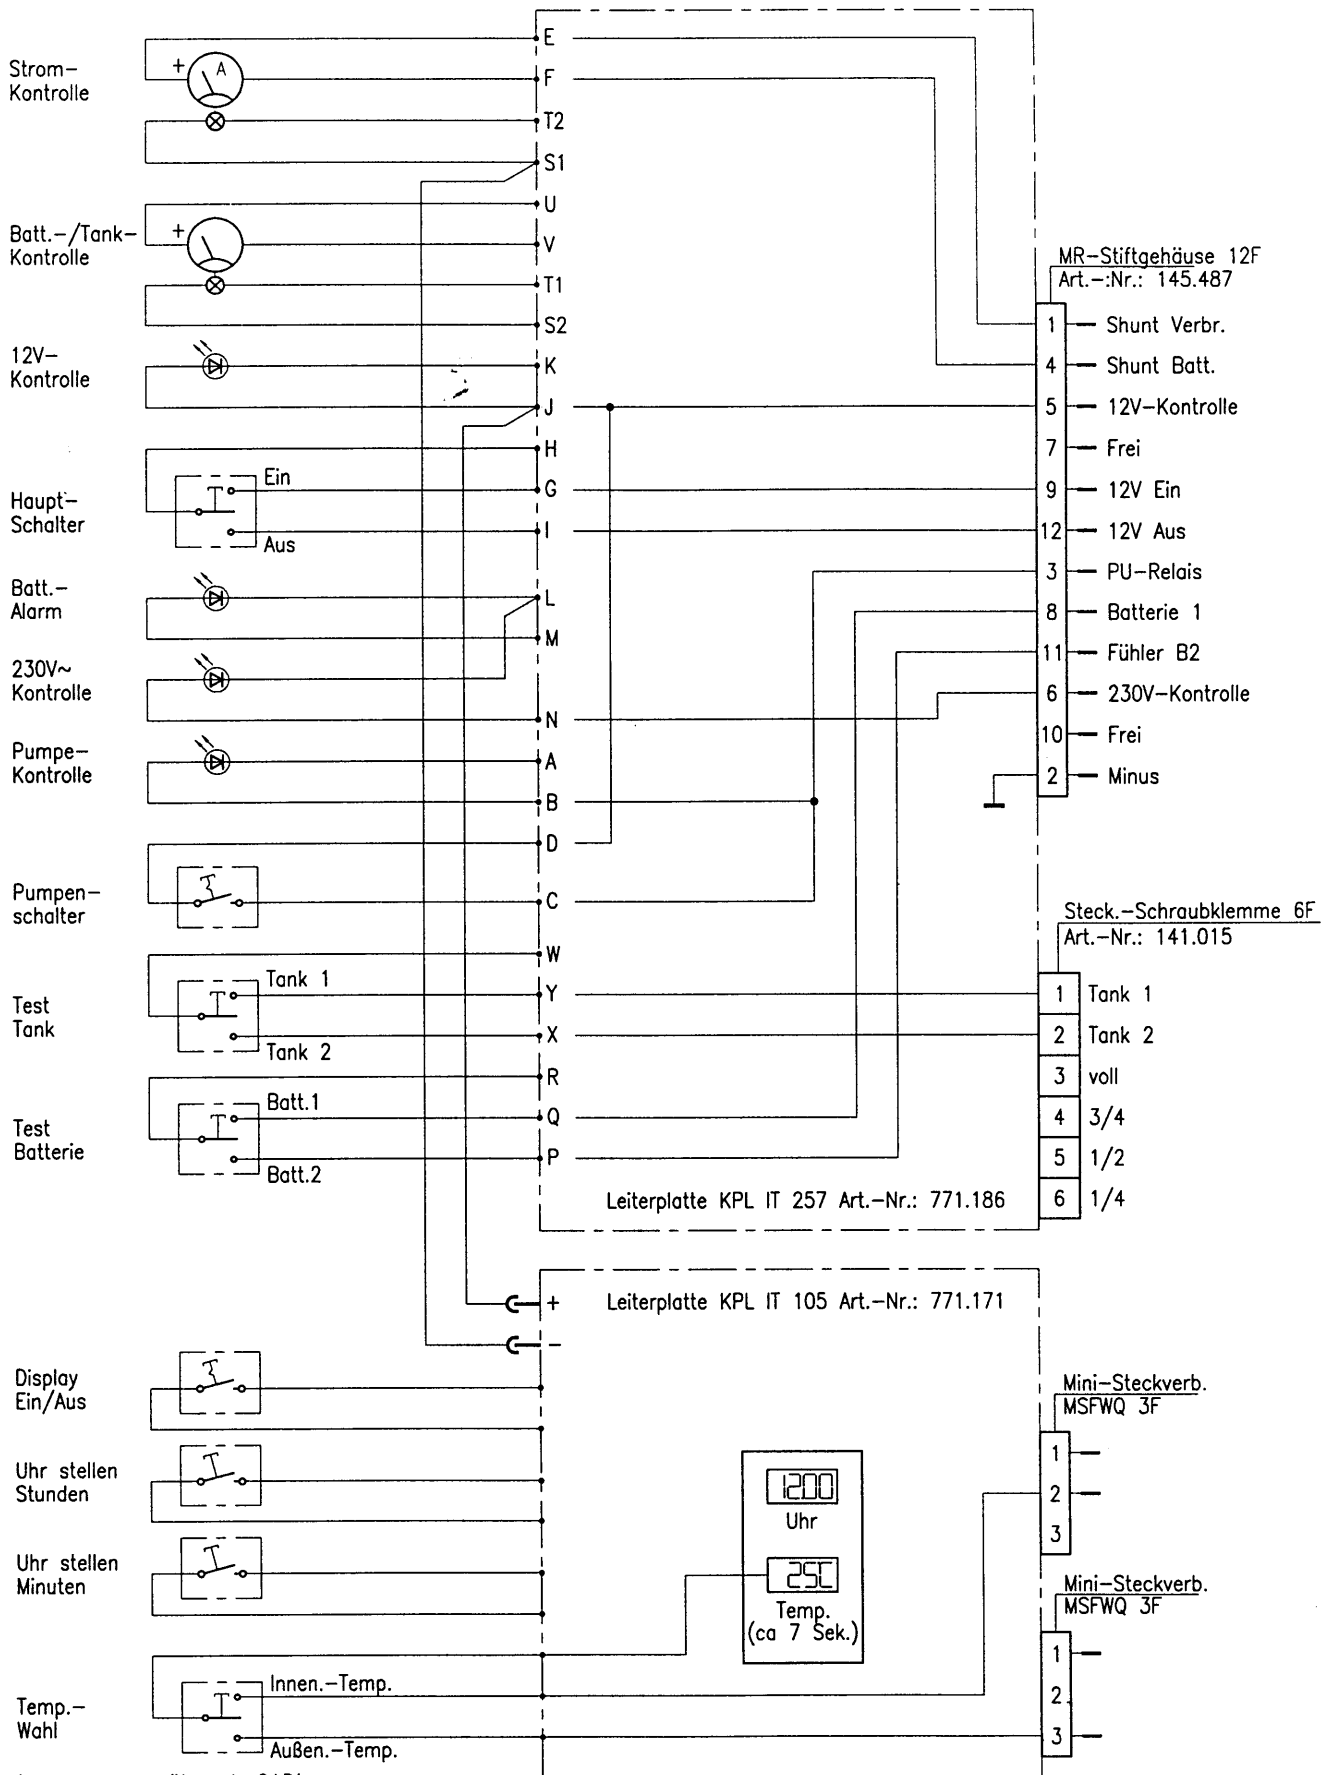 E
Strom-
Kontrolle
+
A
F
T2
S1
U
Batt.-/Tank-
Kontrolle
+
V
T1
S2
MR-Stiftgehäuse 12F
Art.-:Nr.: 145.487
1 Shunt Verbr.
12V-
Kontrolle
K
4 Shunt Batt.
J
5 12V-Kontrolle
H
7 Frei
Haupt-
Schalter
Ein
G
9 12V Ein
Aus
I
12 12V Aus
3 PU-Relais
Batt.-
Alarm
L
8 Batterie 1
M
11 Fühler B2
230V~
Kontrolle
6 230V-Kontrolle
N
10 Frei
Pumpe-
Kontrolle
A
2 Minus
B
D
Pumpen-
schalter
C
Steck.-Schraubklemme 6F
Art.-Nr.: 141.015
W
Test
Tank
Tank 1
Y
1 Tank 1
Tank 2
X
2 Tank 2
R
3 voll
Test
Batterie
Batt.1
Q
4 3/4
Batt.2
P
5 1/2
6 1/4
Leiterplatte KPL IT 257 Art.-Nr.: 771.186
+
Leiterplatte KPL IT 105 Art.-Nr.: 771.171
-
Display
Ein/Aus
Mini-Steckverb.
MSFWQ 3F
1
2
3
Uhr stellen
Stunden
12:00
Uhr
Uhr stellen
Minuten
25C
Temp.
(ca 7 Sek.)
Mini-Steckverb.
MSFWQ 3F
1
2
3
Temp.-
Wahl
Innen.-Temp.
Außen.-Temp.